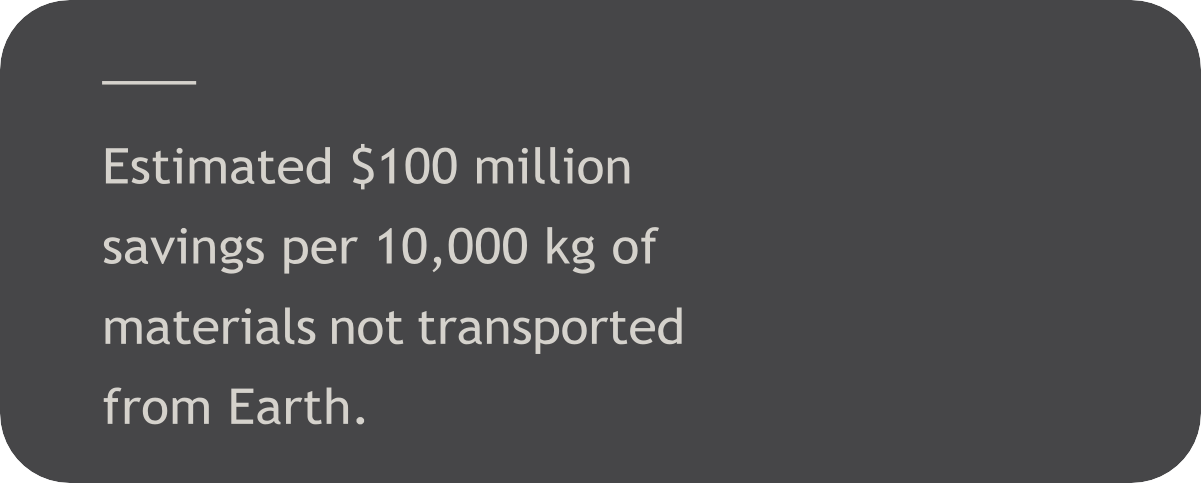 Estimated $100 million
savings per 10,000 kg of
materials not transported
from Earth.